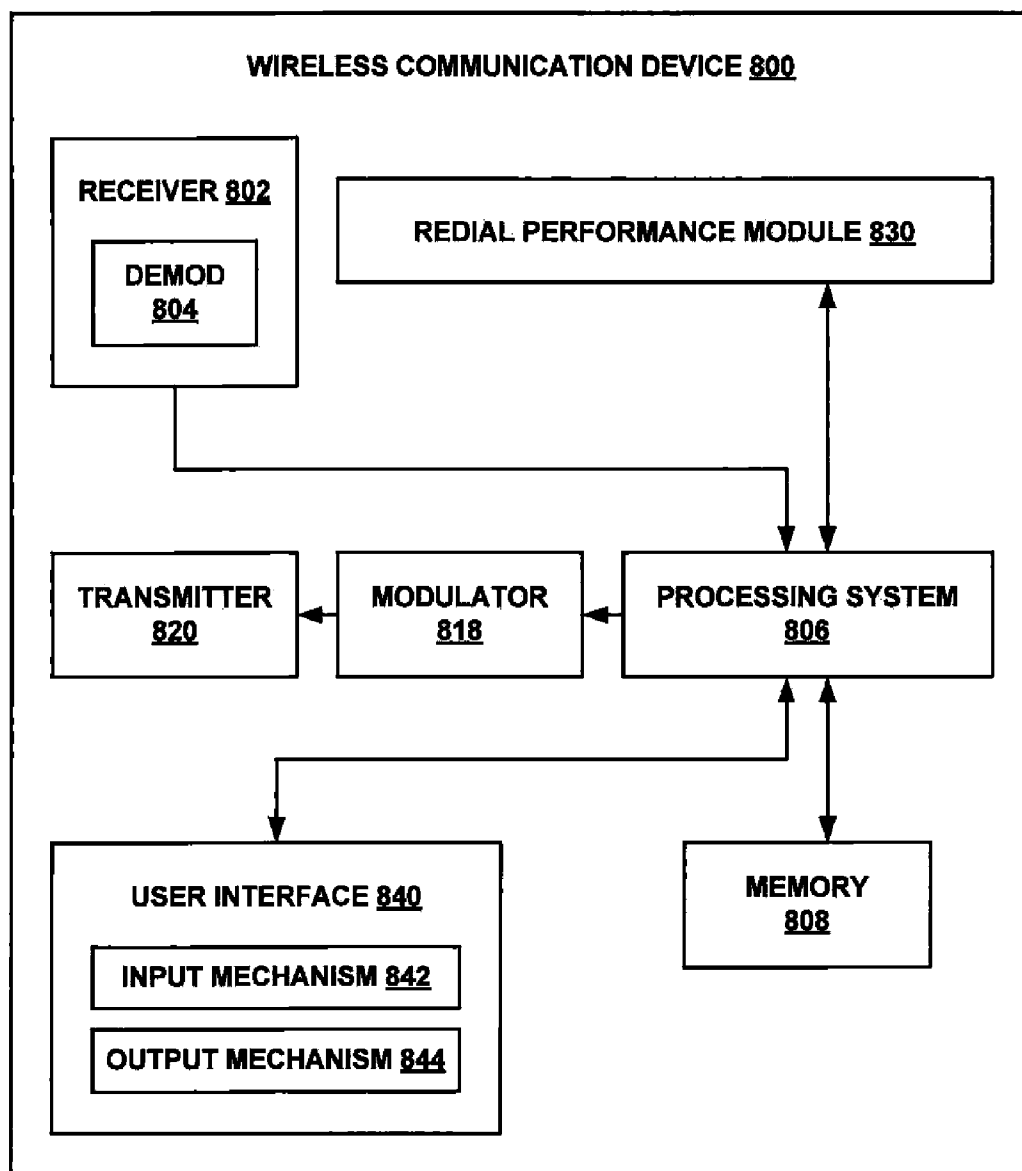 WIRELESS COMMUNICATION DEVICE 800
RECEIVER 802
DEMOD
804
REDIAL PERFORMANCE MODULE 830
TRANSMITTER
820
MODULATOR
818
PROCESSING SYSTEM
806
USER INTERFACE 840
INPUT MECHANISM 842
OUTPUT MECHANISM 844
MEMORY
808